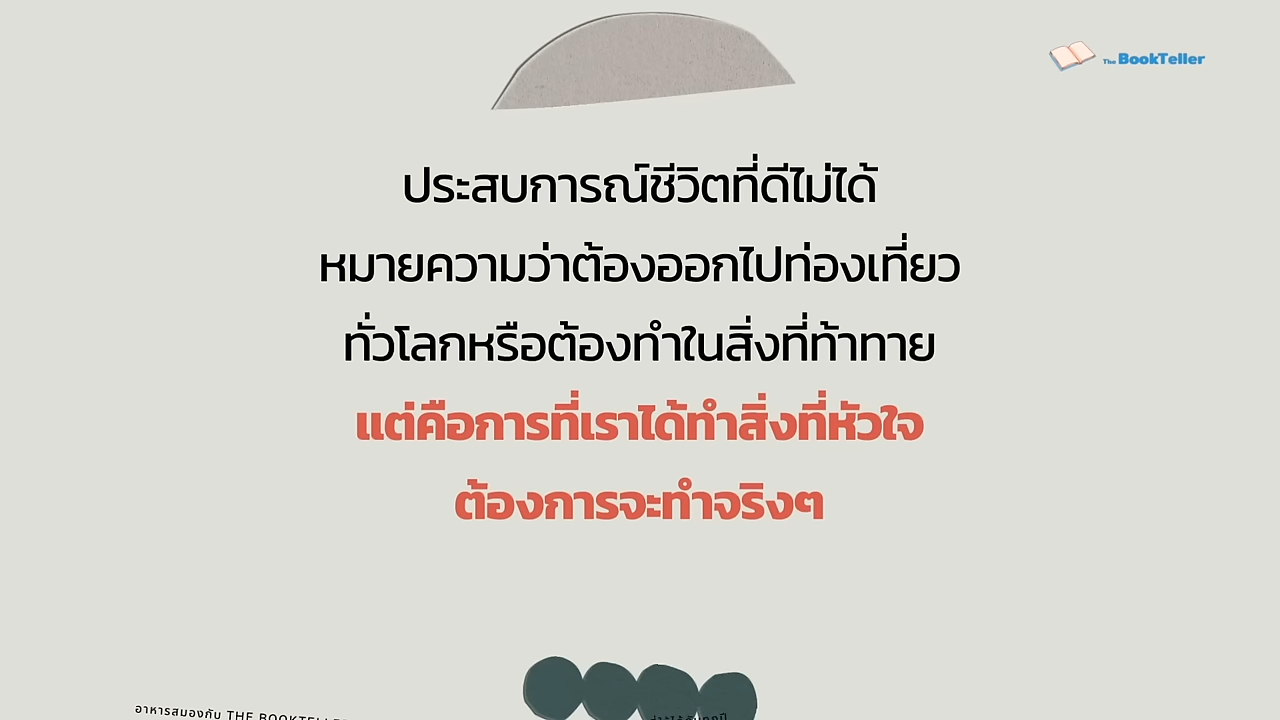 The BookTeller
ประสบการณ์ชีวิตที่ดีไม่ได้
หมายความว่าต้องออกไปท่องเที่ยว
ทั่วโลกหรือต้องทำในสิ่งที่ท้าทาย
แต่คือการที่เราได้ทำสิ่งที่หัวใจ
ต้องการจะทำจริงๆ
อาหารสมองกับ THE BOOKTELLER